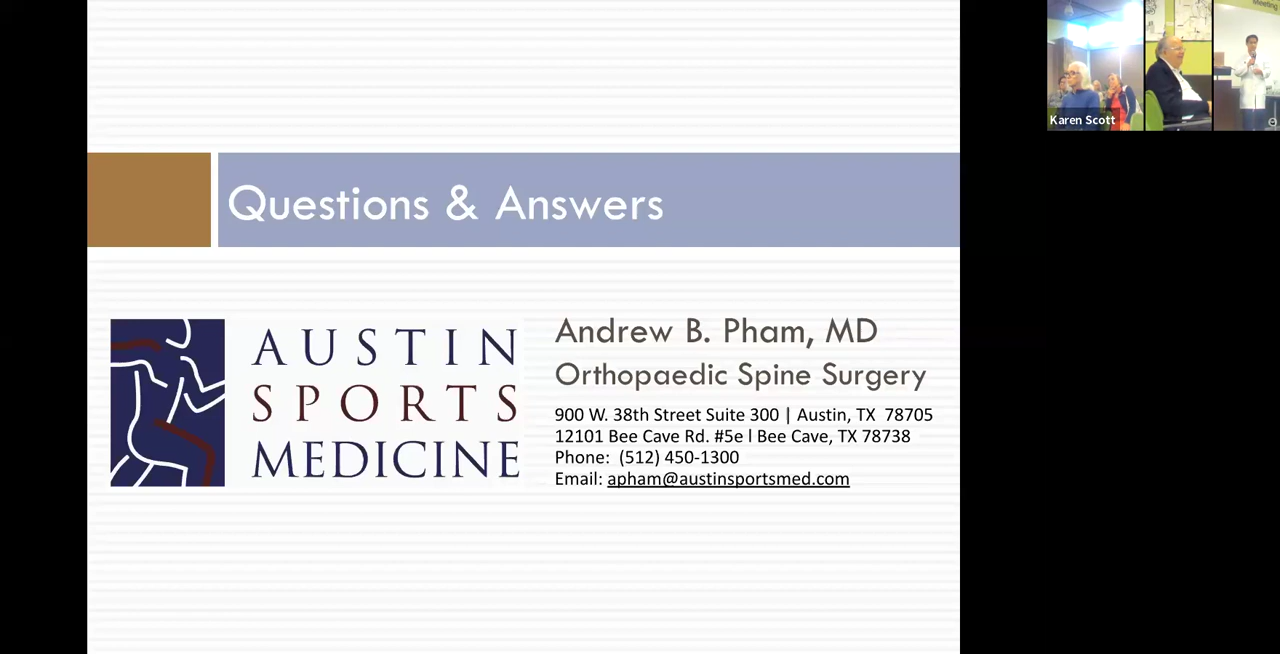 Questions & Answers
AUSTIN
SPORTS
MEDICINE
Andrew B. Pham, MD
Orthopaedic Spine Surgery
900 W. 38th Street Suite 300 | Austin, TX 78705
12101 Bee Cave Rd. #5e l Bee Cave, TX 78738
Phone: (512) 450-1300
Email: apham@austinsportsmed.com
Karen Scott
Meeting